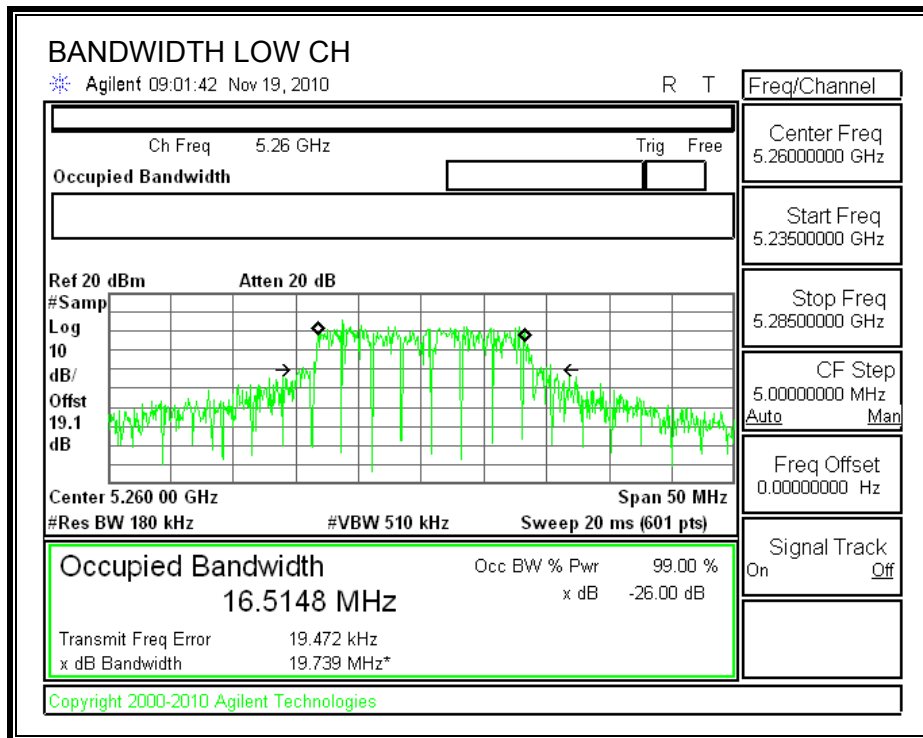 BANDWIDTH LOW CH
Agilent 09:01:42 Nov 19, 2010 R T
Freq/Channel
Ch Freq 5.26 GHz Trig Free
Occupied Bandwidth
Center Freq
5.26000000 GHz
Start Freq
5.23500000 GHz
Stop Freq
5.28500000 GHz
CF Step
5.00000000 MHz
Auto Man
Freq Offset
0.00000000 Hz
Signal Track
On Off
Ref 20 dBm Atten 20 dB
#Samp
Log
10
dB/
Offst
19.1
dB
Center 5.260 00 GHz Span 50 MHz
#Res BW 180 kHz #VBW 510 kHz Sweep 20 ms (601 pts)
Occupied Bandwidth
16.5148 MHz
Occ BW % Pwr 99.00 %
x dB -26.00 dB
Transmit Freq Error 19.472 kHz
x dB Bandwidth 19.739 MHz*
Copyright 2000-2010 Agilent Technologies